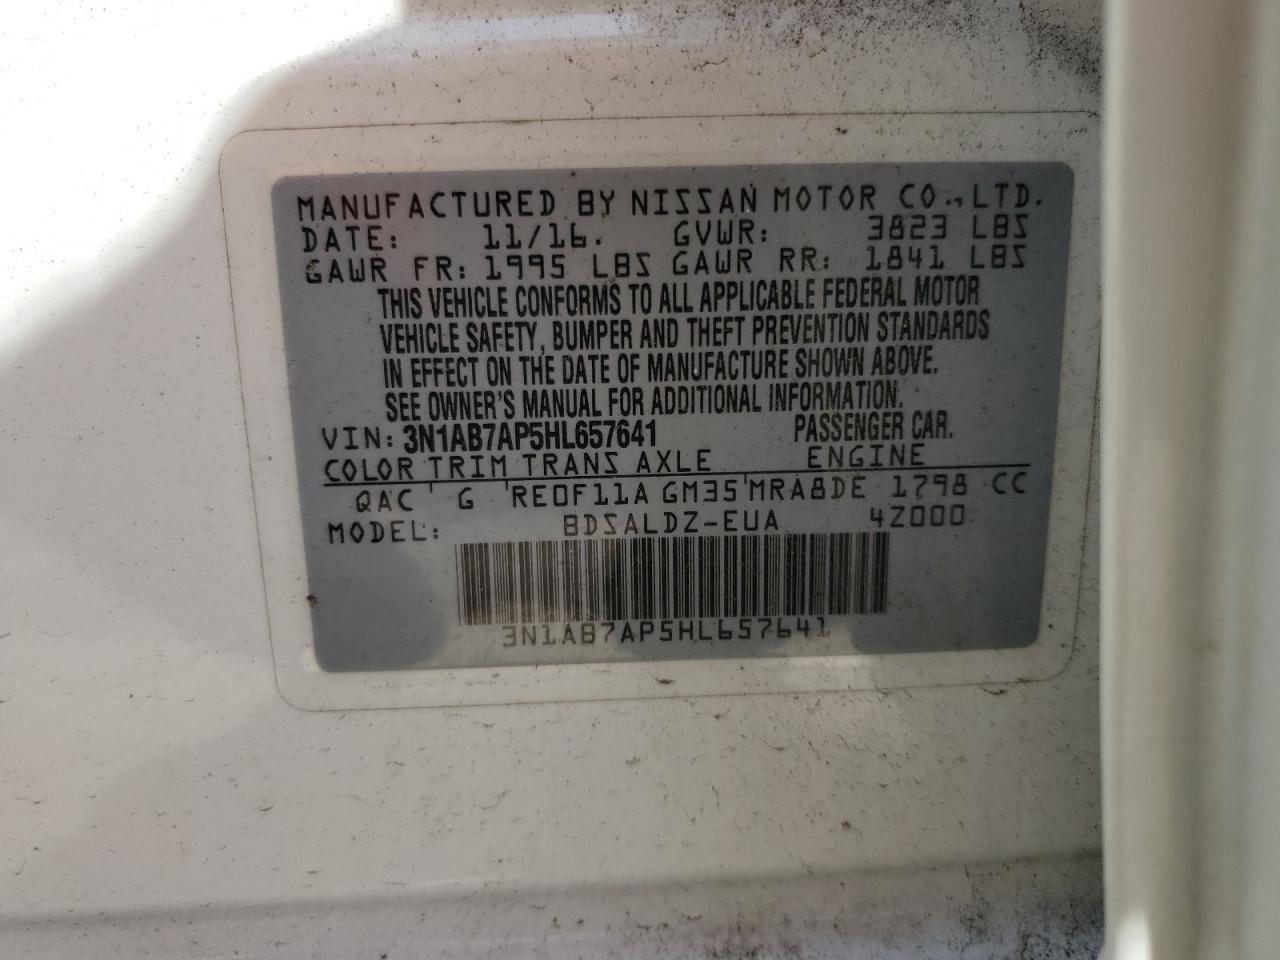 MANUFACTURED BY NISSAN MOTOR CO., LTD.
DATE: 11/16. GVWR: 3823 LBS
GAWR FR: 1995 LBS GAWR RR: 1841 LBS
THIS VEHICLE CONFORMS TO ALL APPLICABLE FEDERAL MOTOR
VEHICLE SAFETY, BUMPER AND THEFT PREVENTION STANDARDS
IN EFFECT ON THE DATE OF MANUFACTURE SHOWN ABOVE.
SEE OWNER'S MANUAL FOR ADDITIONAL INFORMATION.
VIN: 3N1AB7AP5HL657641 PASSENGER CAR.
COLOR TRIM TRANS AXLE ENGINE
QAC ' G 'RE0F11A GM35'MRA8DE 1798 CC
MODEL: BDSALDZ-EUA 4Z000
3N1AB7AP5HL657641